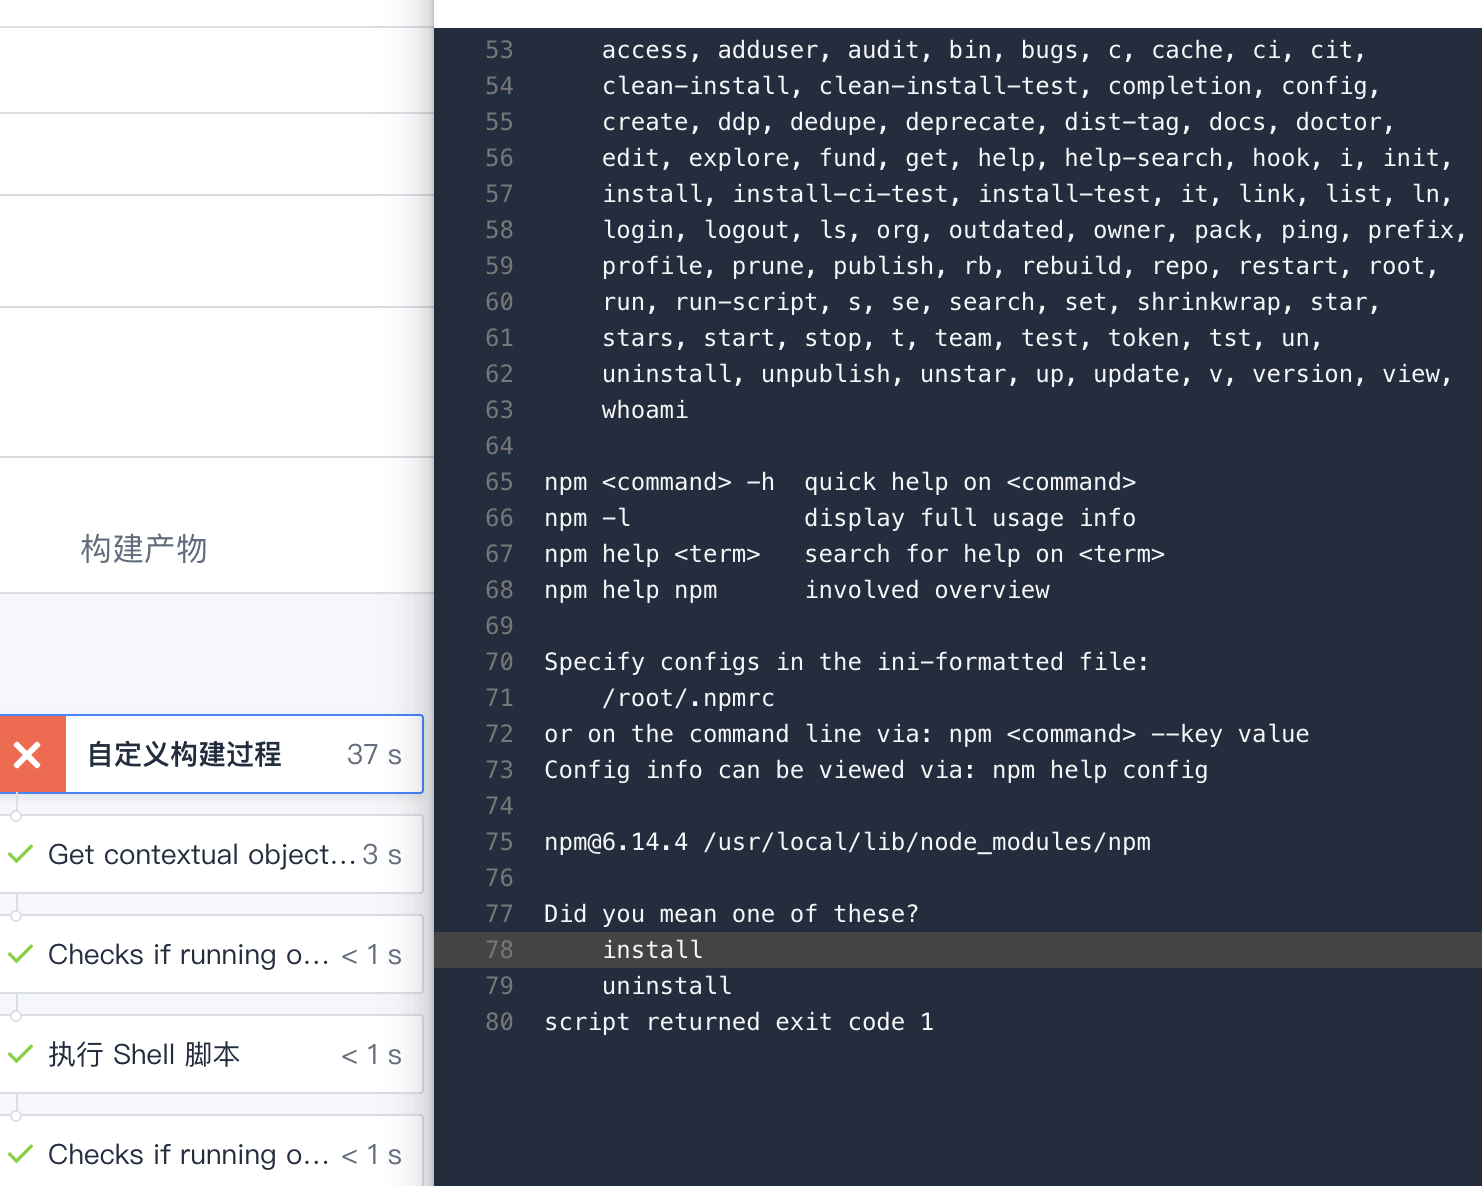 构建产物
自定义构建过程 37 s
Get contextual object... 3 s
Checks if running o... < 1 s
执行 Shell 脚本 < 1 s
Checks if running o... < 1 s
53 access, adduser, audit, bin, bugs, c, cache, ci, cit,
54 clean-install, clean-install-test, completion, config,
55 create, ddp, dedupe, deprecate, dist-tag, docs, doctor,
56 edit, explore, fund, get, help, help-search, hook, i, init,
57 install, install-ci-test, install-test, it, link, list, ln,
58 login, logout, ls, org, outdated, owner, pack, ping, prefix,
59 profile, prune, publish, rb, rebuild, repo, restart, root,
60 run, run-script, s, se, search, set, shrinkwrap, star,
61 stars, start, stop, t, team, test, token, tst, un,
62 uninstall, unpublish, unstar, up, update, v, version, view,
63 whoami
64
65 npm <command> -h  quick help on <command>
66 npm -l            display full usage info
67 npm help <term>   search for help on <term>
68 npm help npm      involved overview
69
70 Specify configs in the ini-formatted file:
71     /root/.npmrc
72 or on the command line via: npm <command> --key value
73 Config info can be viewed via: npm help config
74
75 npm@6.14.4 /usr/local/lib/node_modules/npm
76
77 Did you mean one of these?
78     install
79     uninstall
80 script returned exit code 1